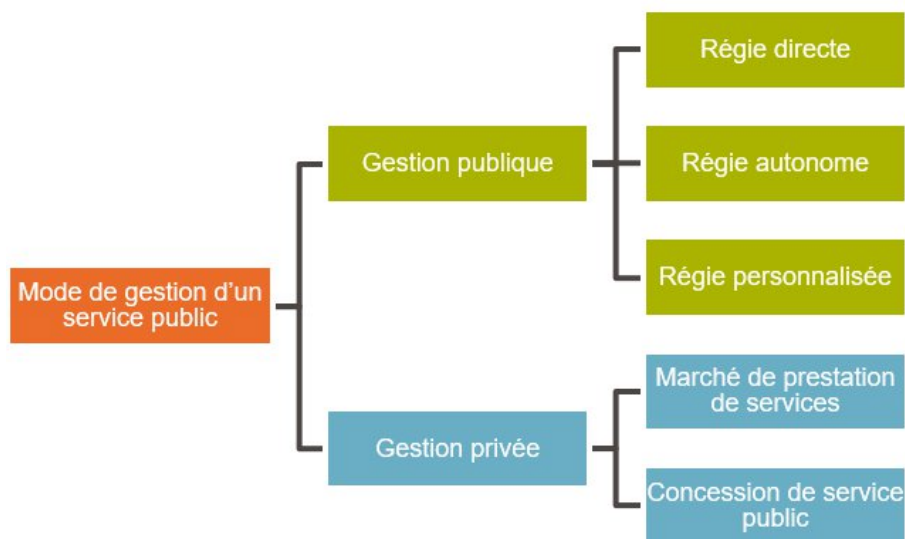 Mode de gestion d'un
service public
Gestion publique
Régie directe
Régie autonome
Régie personnalisée
Gestion privée
Marché de prestation
de services
Concession de service
public